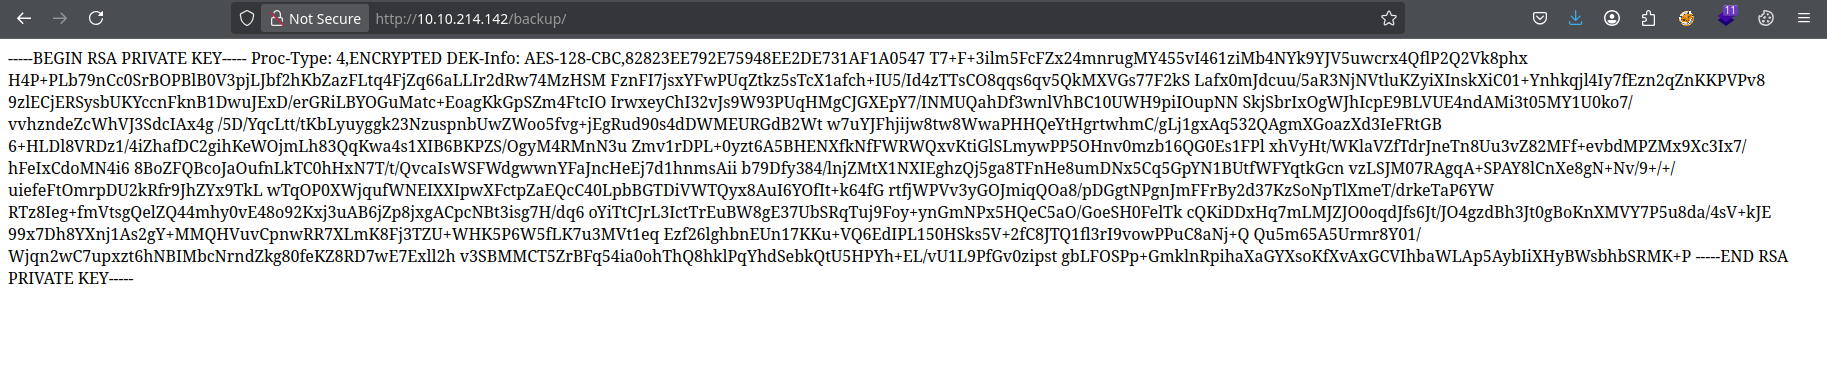 Not Secure http://10.10.214.142/backup/
11
-----BEGIN RSA PRIVATE KEY----- Proc-Type: 4,ENCRYPTED DEK-Info: AES-128-CBC,82823EE792E75948EE2DE731AF1A0547 T7+F+3ilm5FcFZx24mnrugMY455vI461ziMb4NYk9YJV5uwcrx4QflP2Q2Vk8phx
H4P+PLb79nCc0SrBOPBlB0V3pjLJbf2hKbZazFLtq4FjZq66aLLIr2dRw74MzHSM FznFI7jsxYFwPUqZtkz5sTcX1afch+IU5/Id4zTTsCO8qqs6qv5QkMXVGs77F2kS Lafx0mJdcuu/5aR3NjNVtluKZyiXInskXiC01+Ynhkqjl4Iy7fEzn2qZnKKPVPv8
9zlECjERSysbUKYccnFknB1DwuJExD/erGRiLBYOGuMatc+EoagKkGpSZm4FtcIO IrwxeyChI32vJs9W93PUqHMgCJGXEpY7/INMUQahDf3wnlVhBC10UWH9piIOupNN SkjSbrIxOgWJhIcpE9BLVUE4ndAMi3t05MY1U0ko7/
vvhzndeZcWhVJ3SdcIAx4g /5D/YqcLtt/tKbLyuyggk23NzuspnbUwZWoo5fvg+jEgRud90s4dDWMEURGdB2Wt w7uYJFhjijw8tw8WwaPHHQeYtHgrtwhmC/gLj1gxAq532QAgmXGoazXd3IeFRtGB
6+HLDl8VRDz1/4iZhafDC2gihKeWOjmLh83QqKwa4s1XIB6BKPZS/OgyM4RMnN3u Zmv1rDPL+0yzt6A5BHENXfkNfFWRWQxvKtiGlSLmywPP5OHnv0mzb16QG0Es1FPl xhVyHt/WKlaVZfTdrJneTn8Uu3vZ82MFf+evbdMPZMx9Xc3Ix7/
hFeIxCdoMN4i6 8BoZFQBcoJaOufnLkTC0hHxN7T/t/QvcaIsWSFWdgwwnYFaJncHeEj7d1hnmsAii b79Dfy384/lnjZMtX1NXIEghzQj5ga8TFnHe8umDNx5Cq5GpYN1BUtfWFYqtkGcn vzLSJM07RAgqA+SPAY8lCnXe8gN+Nv/9+/+/
uiefeFtOmrpDU2kRfr9JhZYx9TkL wTqOP0XWjqufWNEIXXIpwXFctpZaEQcC40LpbBGTDiVWTQyx8AuI6YOfIt+k64fG rtfjWPVv3yGOJmiqQOa8/pDGgtNPgnJmFFrBy2d37KzSoNpTlXmeT/drkeTaP6YW
RTz8Ieg+fmVtsgQelZQ44mhy0vE48o92Kxj3uAB6jZp8jxgACpcNBt3isg7H/dq6 oYiTtCJrL3IctTrEuBW8gE37UbSRqTuj9Foy+ynGmNPx5HQeC5aO/GoeSH0FelTk cQKiDDxHq7mLMJZJO0oqdJfs6Jt/JO4gzdBh3Jt0gBoKnXMVY7P5u8da/4sV+kJE
99x7Dh8YXnj1As2gY+MMQHVuvCpnwRR7XLmK8Fj3TZU+WHK5P6W5fLK7u3MVt1eq Ezf26lghbnEUn17KKu+VQ6EdIPL150HSks5V+2fC8JTQ1fl3rI9vowPPuC8aNj+Q Qu5m65A5Urmr8Y01/
Wjqn2wC7upxzt6hNBIMbcNrndZkg80feKZ8RD7wE7Exll2h v3SBMMCT5ZrBFq54ia0ohThQ8hklPqYhdSebkQtU5HPYh+EL/vU1L9PfGv0zipst gbLFOSPp+GmklnRpihaXaGYXsoKfXvAxGCVIhbaWLAp5AybIiXHyBWsbhbSRMK+P -----END RSA
PRIVATE KEY-----